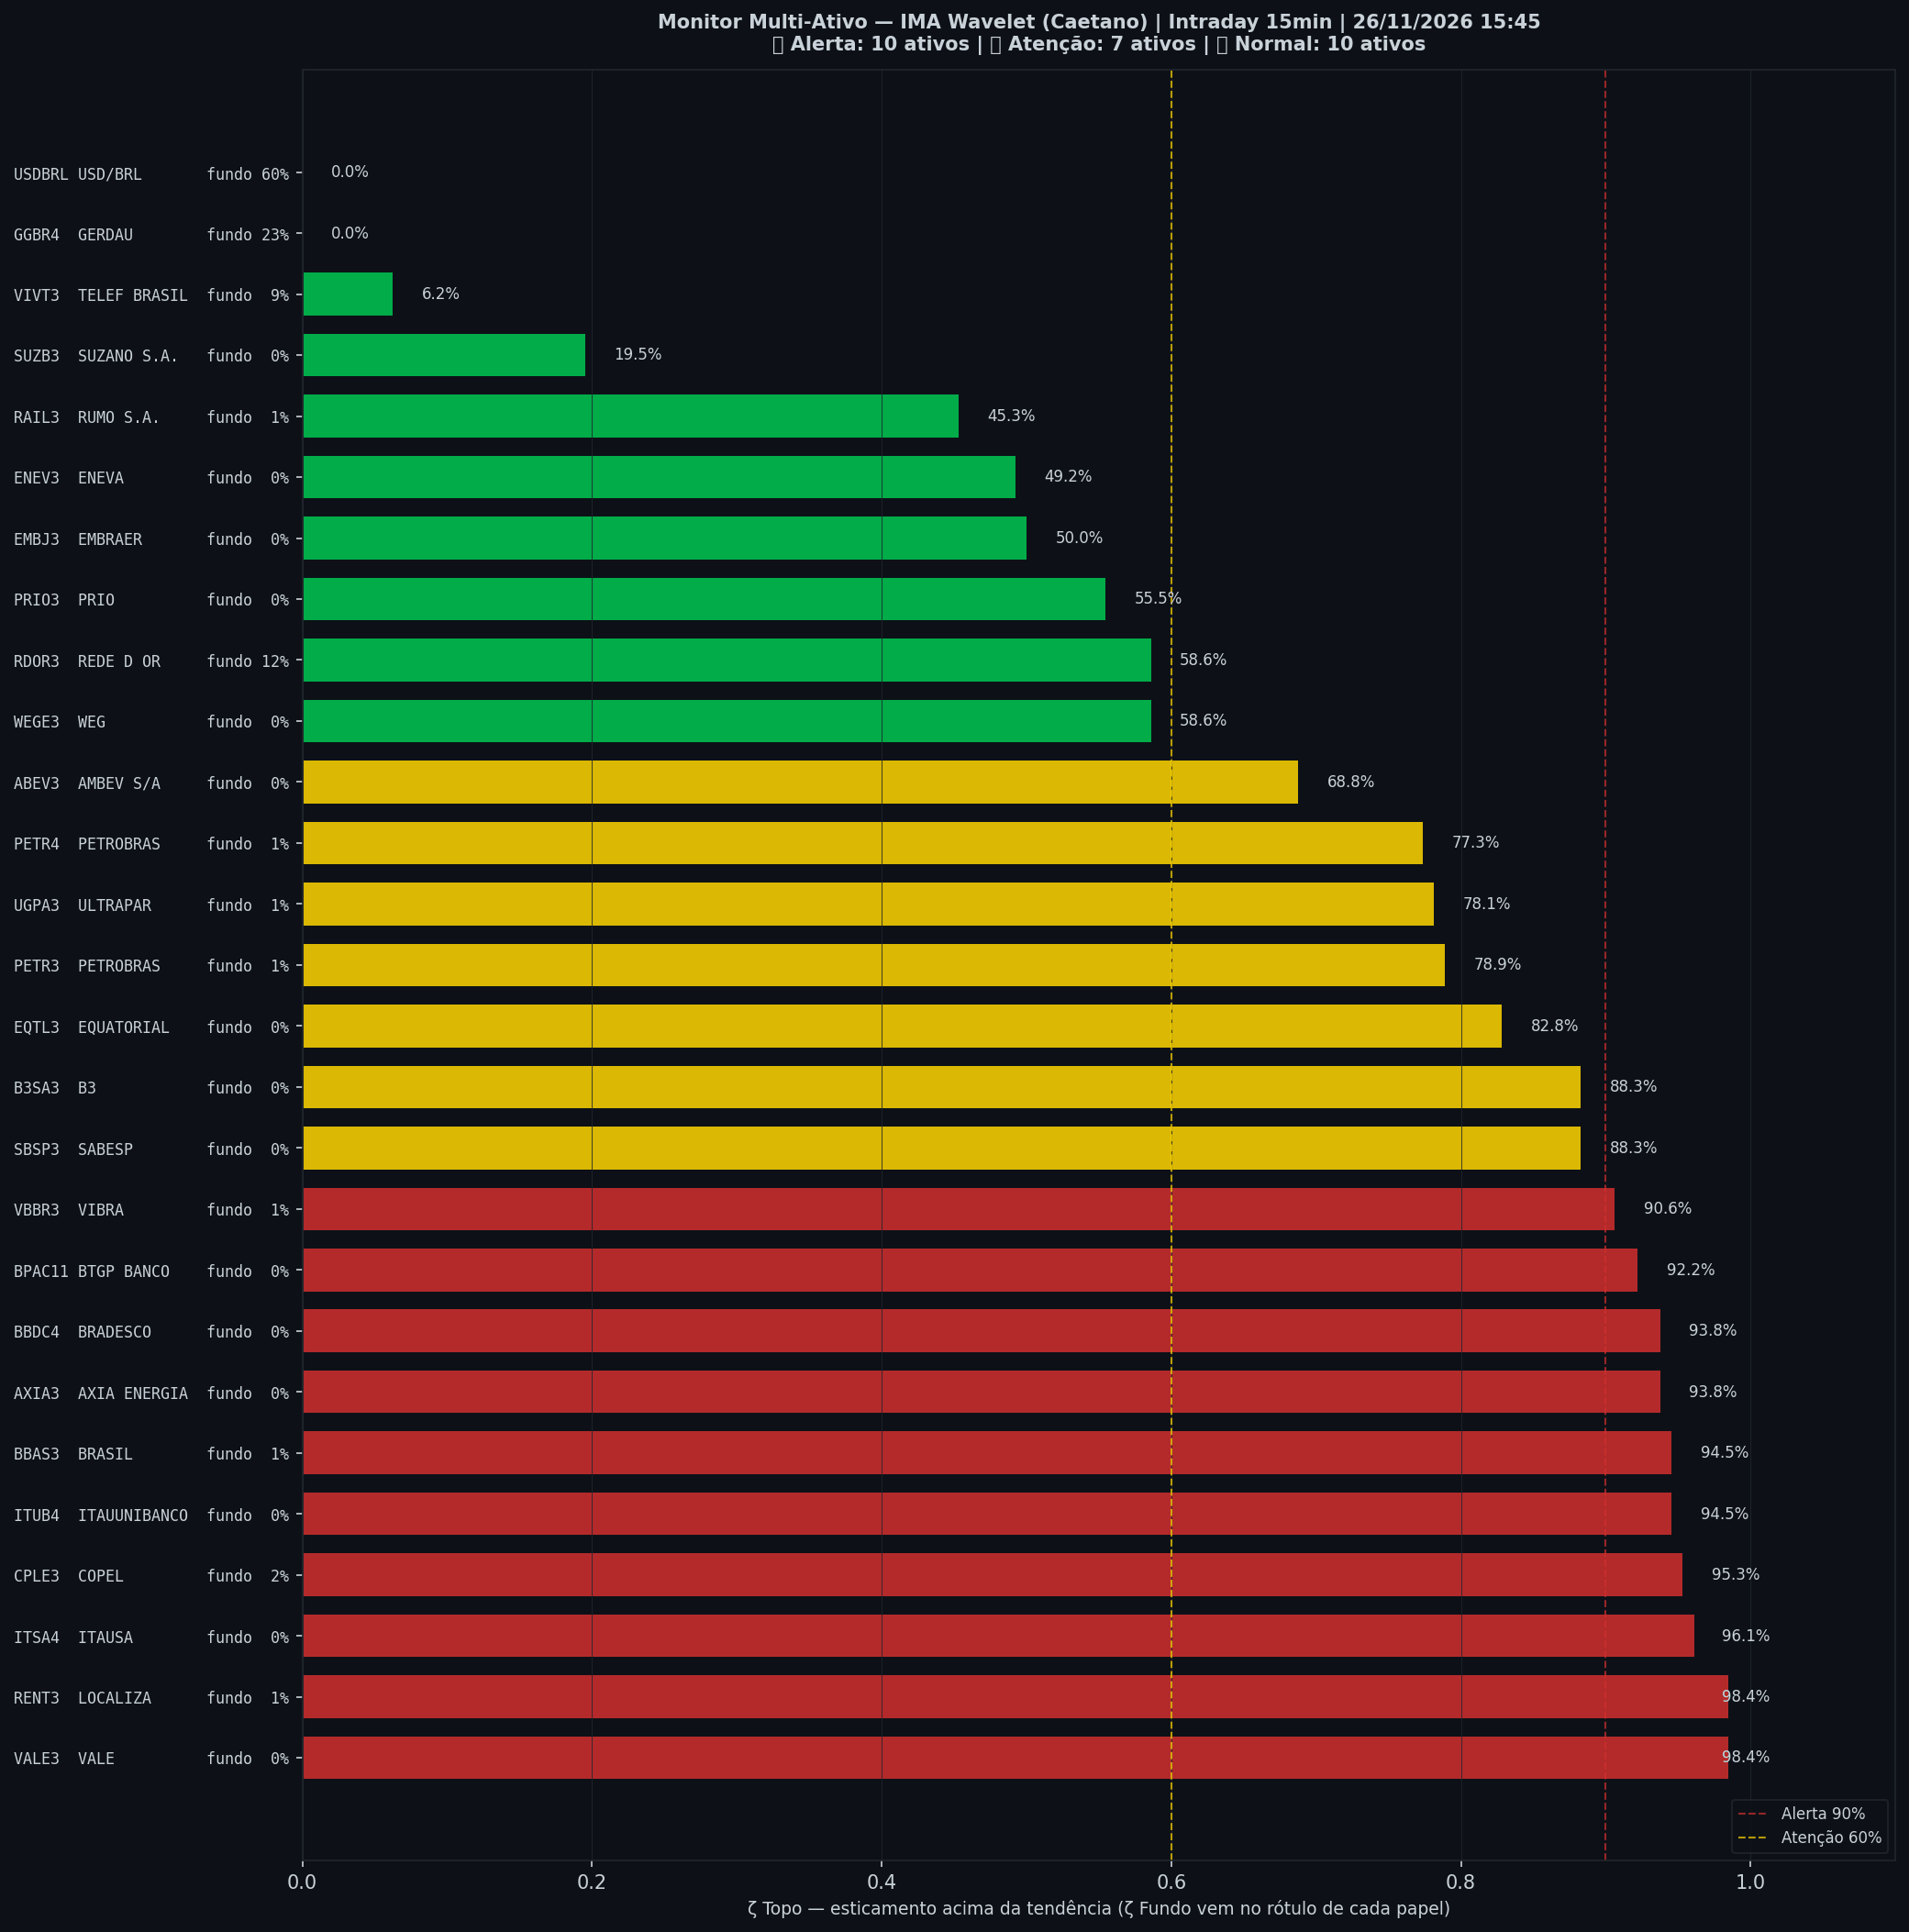 Monitor Multi-Ativo — IMA Wavelet (Caetano) | Intraday 15min | 26/11/2026 15:45
Alerta: 10 ativos | Atenção: 7 ativos | Normal: 10 ativos
USDBRL USD/BRL fundo 60% 0.0%
GGBR4 GERDAU fundo 23% 0.0%
VIVT3 TELEF BRASIL fundo 9% 6.2%
SUZB3 SUZANO S.A. fundo 0% 19.5%
RAIL3 RUMO S.A. fundo 1% 45.3%
ENEV3 ENEVA fundo 0% 49.2%
EMBJ3 EMBRAER fundo 0% 50.0%
PRIO3 PRIO fundo 0% 55.5%
RDOR3 REDE D OR fundo 12% 58.6%
WEGE3 WEG fundo 0% 58.6%
ABEV3 AMBEV S/A fundo 0% 68.8%
PETR4 PETROBRAS fundo 1% 77.3%
UGPA3 ULTRAPAR fundo 1% 78.1%
PETR3 PETROBRAS fundo 1% 78.9%
EQTL3 EQUATORIAL fundo 0% 82.8%
B3SA3 B3 fundo 0% 88.3%
SBSP3 SABESP fundo 0% 88.3%
VBBR3 VIBRA fundo 1% 90.6%
BPAC11 BTGP BANCO fundo 0% 92.2%
BBDC4 BRADESCO fundo 0% 93.8%
AXIA3 AXIA ENERGIA fundo 0% 93.8%
BBAS3 BRASIL fundo 1% 94.5%
ITUB4 ITAUUNIBANCO fundo 0% 94.5%
CPLE3 COPEL fundo 2% 95.3%
ITSA4 ITAUSA fundo 0% 96.1%
RENT3 LOCALIZA fundo 1% 98.4%
VALE3 VALE fundo 0% 98.4%
Alerta 90%
Atenção 60%
0.0 0.2 0.4 0.6 0.8 1.0
ζ Topo — esticamento acima da tendência (ζ Fundo vem no rótulo de cada papel)